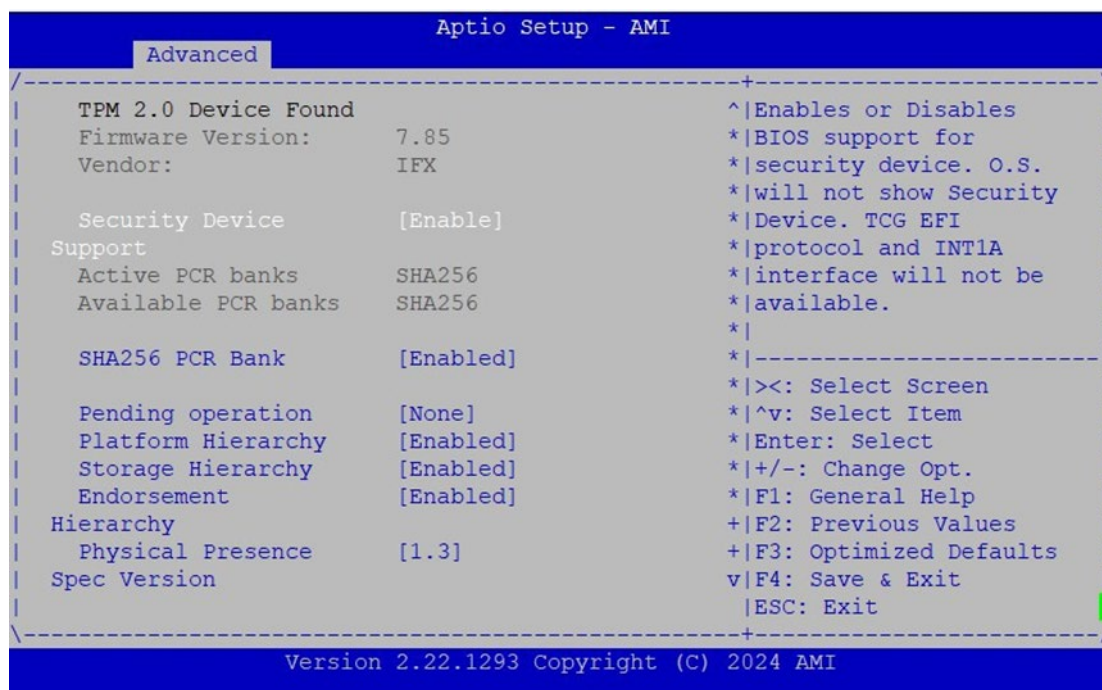 Aptio Setup - AMI
Advanced
TPM 2.0 Device Found
Firmware Version: 7.85
Vendor: IFX
Security Device [Enable]
Support
Active PCR banks SHA256
Available PCR banks SHA256
SHA256 PCR Bank [Enabled]
Pending operation [None]
Platform Hierarchy [Enabled]
Storage Hierarchy [Enabled]
Endorsement [Enabled]
Hierarchy
Physical Presence [1.3]
Spec Version
Enables or Disables
BIOS support for
security device. O.S.
will not show Security
Device. TCG EFI
protocol and INT1A
interface will not be
available.
><: Select Screen
^v: Select Item
Enter: Select
+/-: Change Opt.
F1: General Help
F2: Previous Values
F3: Optimized Defaults
F4: Save & Exit
ESC: Exit
Version 2.22.1293 Copyright (C) 2024 AMI